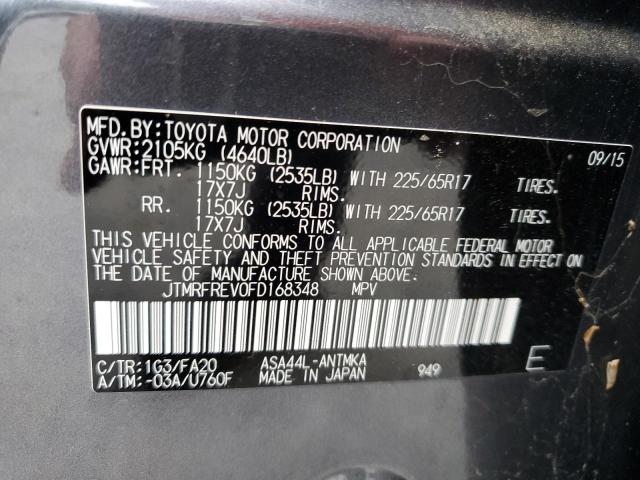 MFD.BY:TOYOTA MOTOR CORPORATION 09/15
GVWR:2105KG (4640LB)
GAWR:FRT. 1150KG (2535LB) WITH 225/65R17 TIRES.
17X7J RIMS.
RR. 1150KG (2535LB) WITH 225/65R17 TIRES.
17X7J RIMS.
THIS VEHICLE CONFORMS TO ALL APPLICABLE FEDERAL MOTOR
VEHICLE SAFETY AND THEFT PREVENTION STANDARDS IN EFFECT ON
THE DATE OF MANUFACTURE SHOWN ABOVE.
JTMRFREV0FD168348 MPV
C/TR:1G3/FA20 ASA44L-ANTMKA
A/TM:-03A/U760F MADE IN JAPAN 949 E